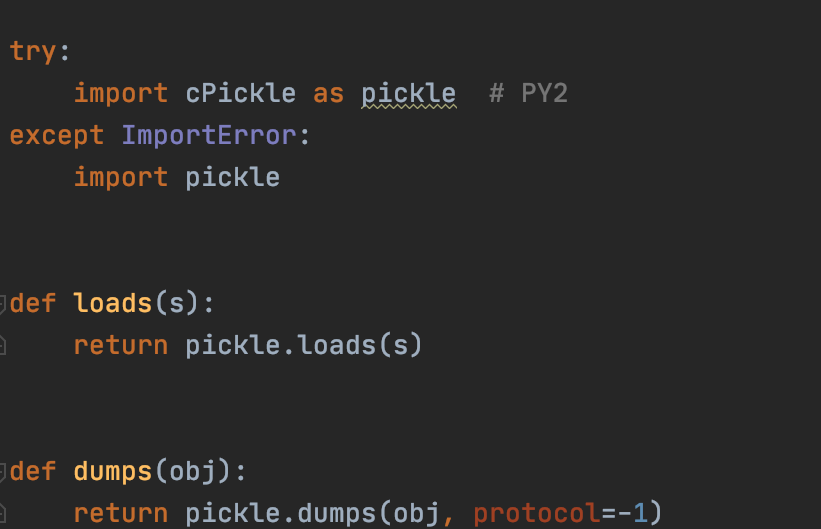 try:
    import cPickle as pickle  # PY2
except ImportError:
    import pickle
def loads(s):
    return pickle.loads(s)
def dumps(obj):
    return pickle.dumps(obj, protocol=-1)